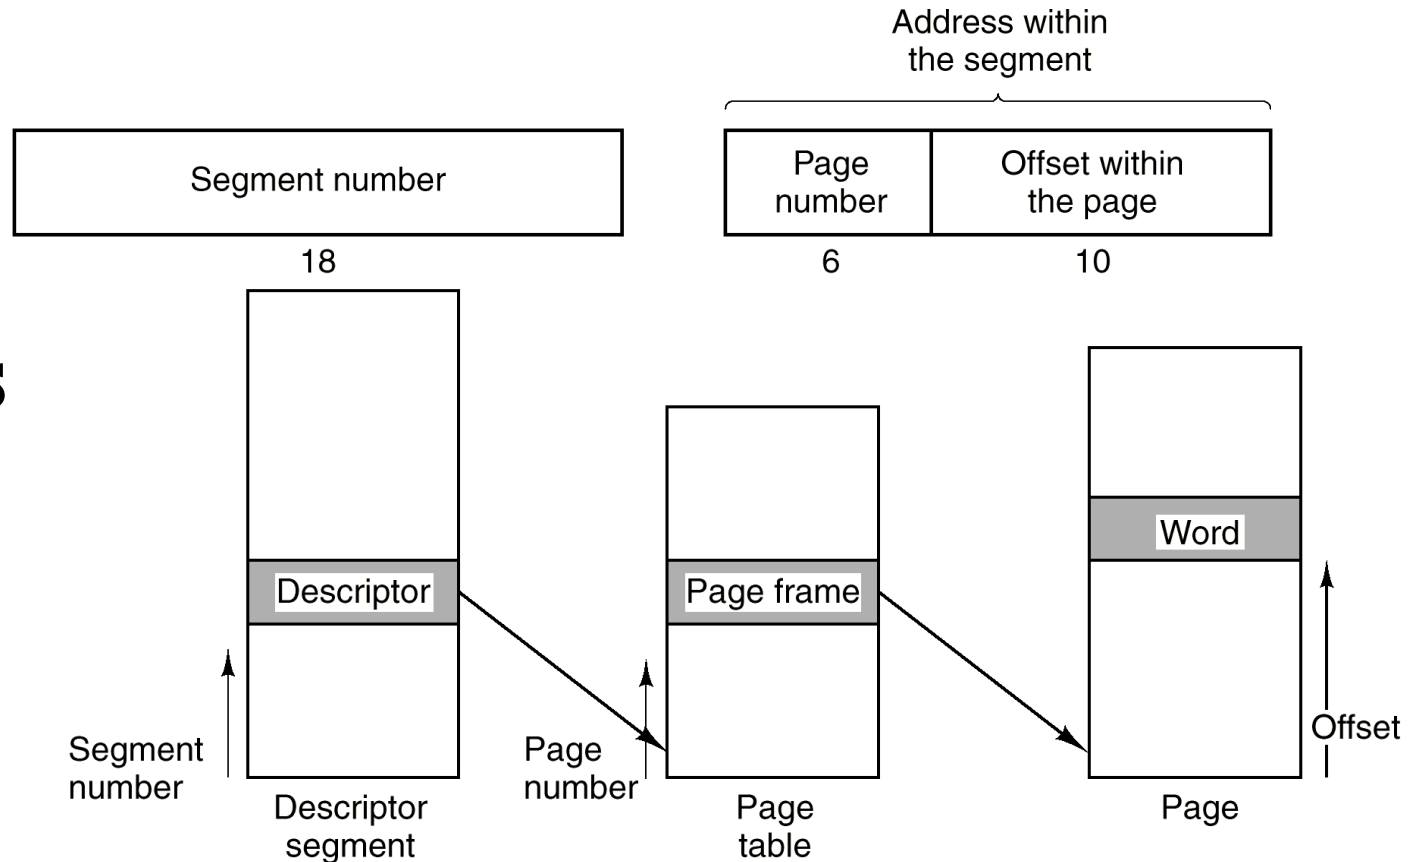 Address within
the segment
Segment number
Page
number
Offset within
the page
18
6
10
Descriptor
Page frame
Word
Segment
number
Page
number
Offset
Descriptor
segment
Page
table
Page